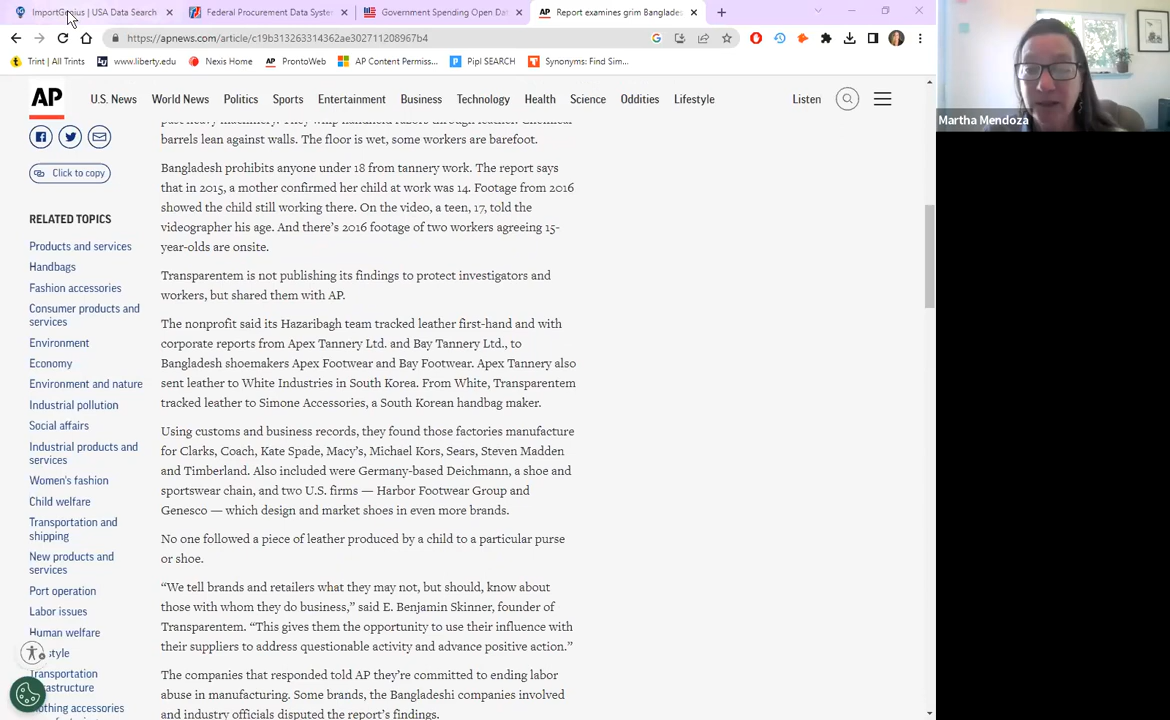 ImportGenius | USA Data Search
Federal Procurement Data Syste
Government Spending Open Dat
Report examines grim Banglades
https://apnews.com/article/c19b313263314362ae302711208967b4
Trint | All Trints
www.liberty.edu
Nexis Home
AP ProntoWeb
AP Content Permiss...
Pipl SEARCH
Synonyms: Find Sim...
AP
U.S. News
World News
Politics
Sports
Entertainment
Business
Technology
Health
Science
Oddities
Lifestyle
Listen
Martha Mendoza
Click to copy
RELATED TOPICS
Products and services
Handbags
Fashion accessories
Consumer products and
services
Environment
Economy
Environment and nature
Industrial pollution
Social affairs
Industrial products and
services
Women's fashion
Child welfare
Transportation and
shipping
New products and
services
Port operation
Labor issues
Human welfare
style
Transportation
astructure
othing accessories
barrels lean against walls. The floor is wet, some workers are barefoot.
Bangladesh prohibits anyone under 18 from tannery work. The report says
that in 2015, a mother confirmed her child at work was 14. Footage from 2016
showed the child still working there. On the video, a teen, 17, told the
videographer his age. And there's 2016 footage of two workers agreeing 15-
year-olds are onsite.
Transparentem is not publishing its findings to protect investigators and
workers, but shared them with AP.
The nonprofit said its Hazaribagh team tracked leather first-hand and with
corporate reports from Apex Tannery Ltd. and Bay Tannery Ltd., to
Bangladesh shoemakers Apex Footwear and Bay Footwear. Apex Tannery also
sent leather to White Industries in South Korea. From White, Transparentem
tracked leather to Simone Accessories, a South Korean handbag maker.
Using customs and business records, they found those factories manufacture
for Clarks, Coach, Kate Spade, Macy's, Michael Kors, Sears, Steven Madden
and Timberland. Also included were Germany-based Deichmann, a shoe and
sportswear chain, and two U.S. firms — Harbor Footwear Group and
Genesco — which design and market shoes in even more brands.
No one followed a piece of leather produced by a child to a particular purse
or shoe.
“We tell brands and retailers what they may not, but should, know about
those with whom they do business,” said E. Benjamin Skinner, founder of
Transparentem. “This gives them the opportunity to use their influence with
their suppliers to address questionable activity and advance positive action.”
The companies that responded told AP they're committed to ending labor
abuse in manufacturing. Some brands, the Bangladeshi companies involved
and industry officials disputed the report's findings.